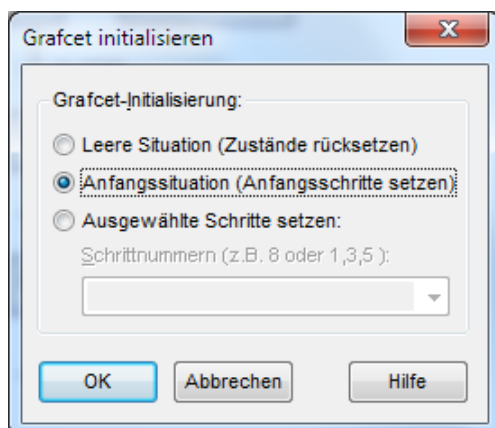 Grafcet initialisieren
Grafcet-Initialisierung:
Leere Situation (Zustände rücksetzen)
Anfangssituation (Anfangsschritte setzen)
Ausgewählte Schritte setzen:
Schrittnummern (z.B. 8 oder 1,3,5 ):
OK Abbrechen Hilfe